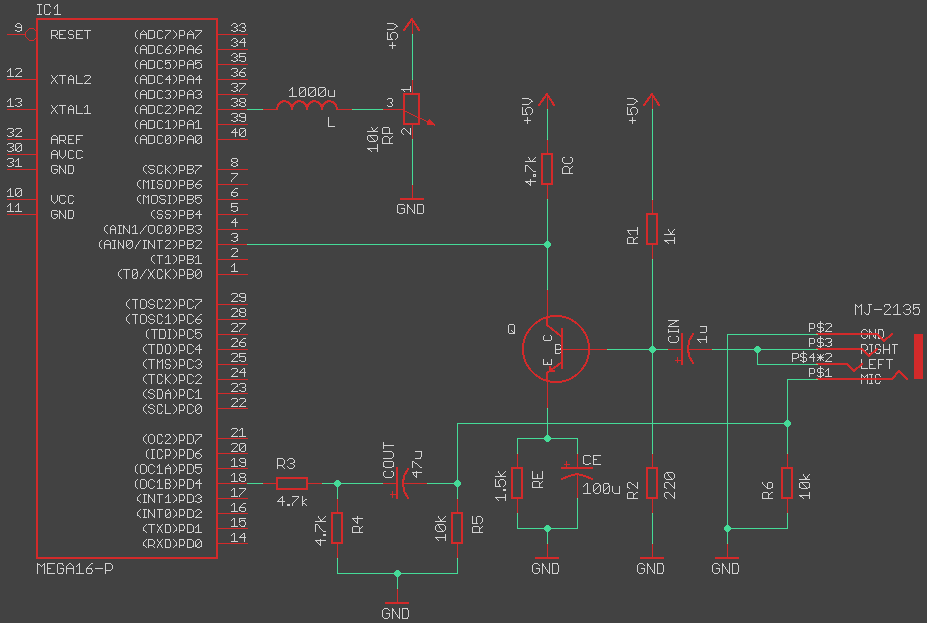 IC1
9 RESET
12 XTAL2
13 XTAL1
32 AREF
30 AVCC
31 GND
10 VCC
11 GND
(ADC7)PA7 33
(ADC6)PA6 34
(ADC5)PA5 35
(ADC4)PA4 36
(ADC3)PA3 37
(ADC2)PA2 38
(ADC1)PA1 39
(ADC0)PA0 40
(SCK)PB7 8
(MISO)PB6 7
(MOSI)PB5 6
(SS)PB4 5
(AIN1/OC0)PB3 4
(AIN0/INT2)PB2 3
(T1)PB1 2
(T0/XCK)PB0 1
(TOSC2)PC7 29
(TOSC1)PC6 28
(TDI)PC5 27
(TDO)PC4 26
(TMS)PC3 25
(TCK)PC2 24
(SDA)PC1 23
(SCL)PC0 22
(OC2)PD7 21
(ICP)PD6 20
(OC1A)PD5 19
(OC1B)PD4 18
(INT1)PD3 17
(INT0)PD2 16
(TXD)PD1 15
(RXD)PD0 14
MEGA16-P
1000u
L
+5V
1
3
2
10k
RP
GND
+5V
4.7k
RC
+5V
R1
1k
Q
C
B
E
CIN
1u
+
MJ-2135
P$2 GND
P$3 RIGHT
P$4*2 LEFT
P$1 MIC
R3
4.7k
COUT
47u
+
4.7k
R4
10k
R5
GND
1.5k
RE
+
CE
100u
GND
R2
220
GND
R6
10k
GND